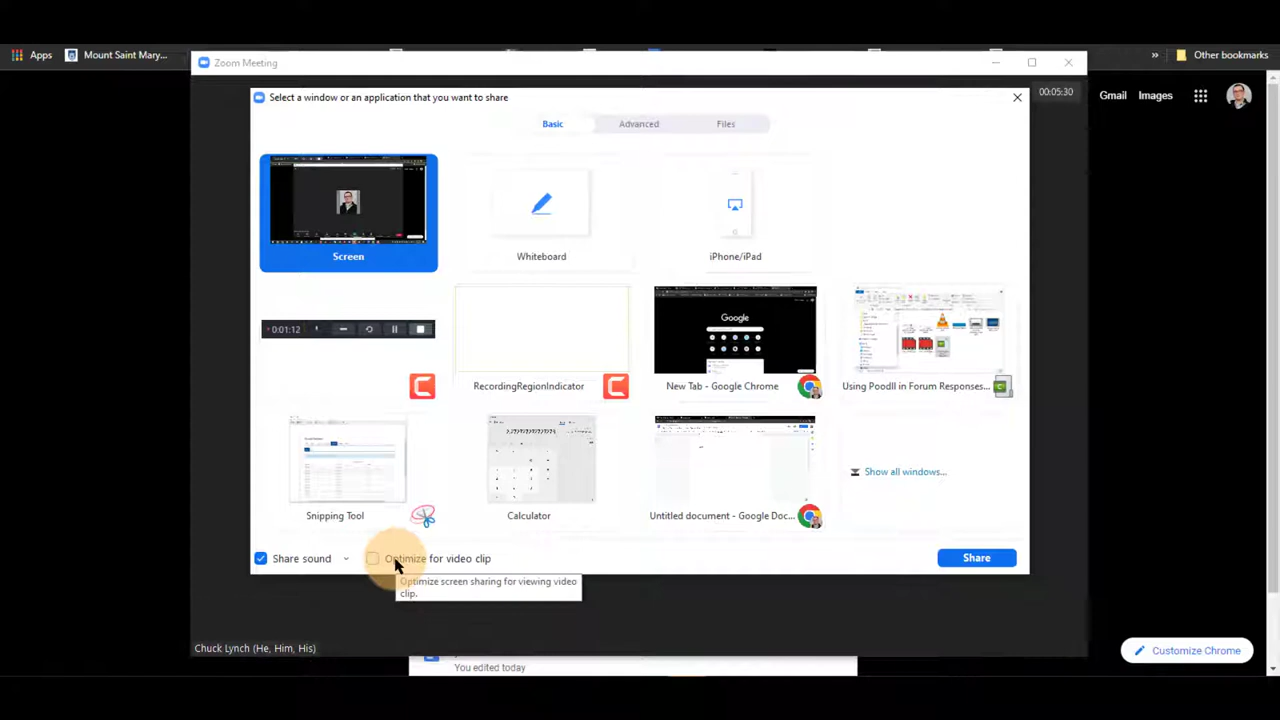 Apps
Mount Saint Mary...
Other bookmarks
Zoom Meeting
Select a window or an application that you want to share
00:05:30
Gmail
Images
Basic
Advanced
Files
Screen
Whiteboard
iPhone/iPad
0:01:12
RecordingRegionIndicator
Google
New Tab - Google Chrome
Using Poodll in Forum Responses...
Show all windows...
Snipping Tool
Calculator
Untitled document - Google Doc...
Share sound
Optimize for video clip
Share
Optimize screen sharing for viewing video
clip.
Chuck Lynch (He, Him, His)
You edited today
Customize Chrome